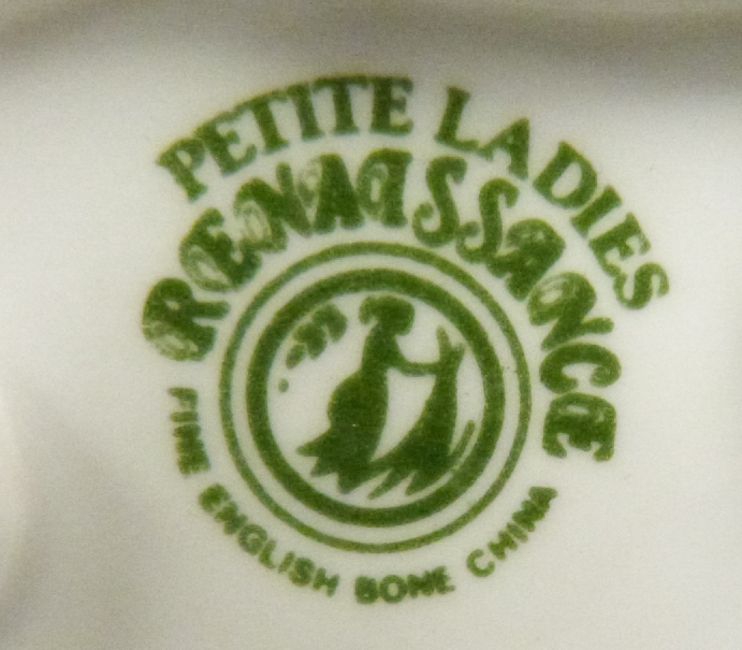 PETITE LADIES
RENAISSANCE
FINE ENGLISH BONE CHINA